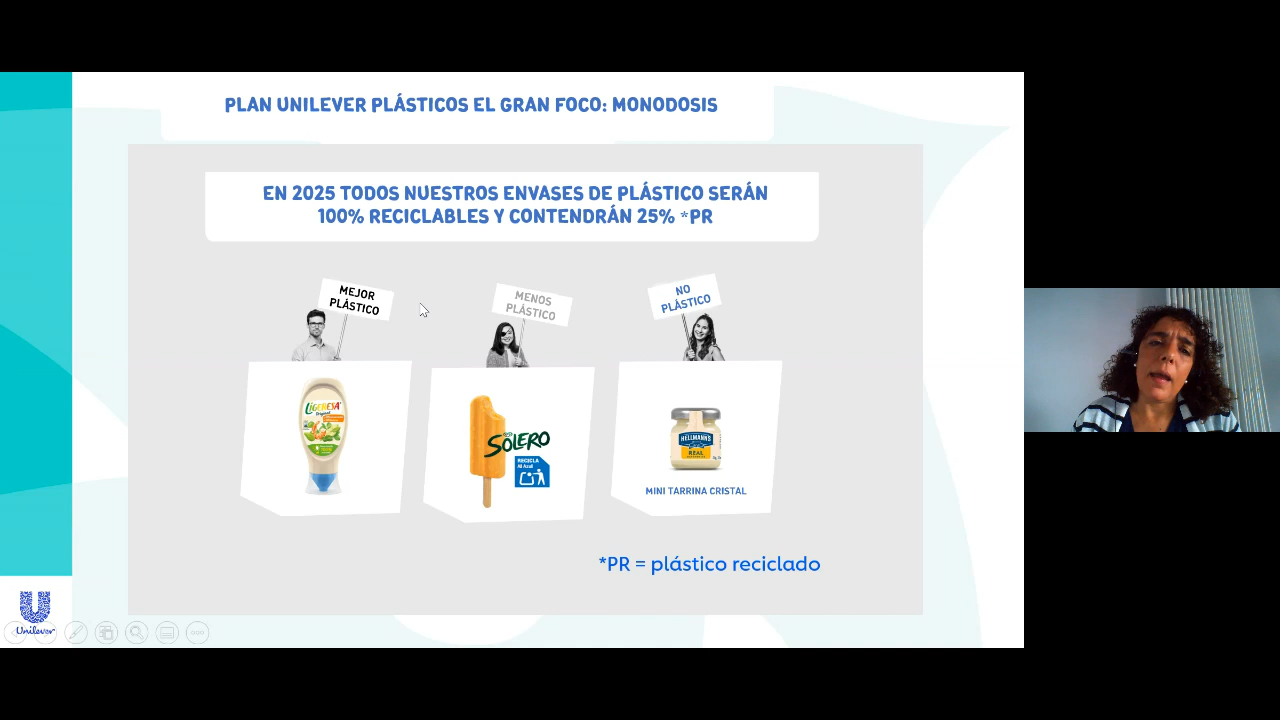 PLAN UNILEVER PLÁSTICOS EL GRAN FOCO: MONODOSIS
EN 2025 TODOS NUESTROS ENVASES DE PLÁSTICO SERÁN
100% RECICLABLES Y CONTENDRÁN 25% *PR
MEJOR
PLÁSTICO
MENOS
PLÁSTICO
NO
PLÁSTICO
LIGERESA
SOLERO
RECICLA
Al Azul
HELLMANN'S
REAL
MINI TARRINA CRISTAL
*PR = plástico reciclado
Unilever